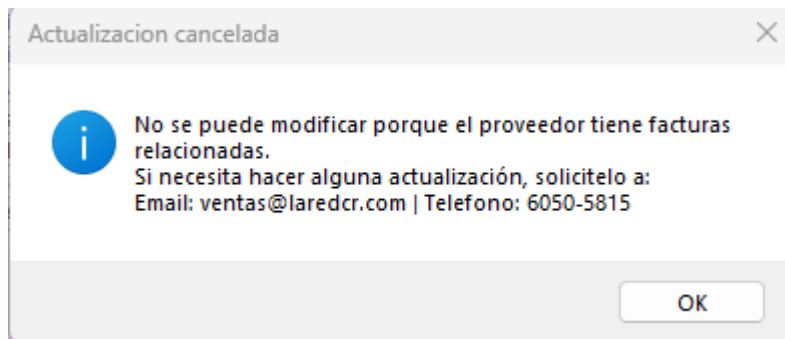 Actualizacion cancelada
No se puede modificar porque el proveedor tiene facturas
relacionadas.
Si necesita hacer alguna actualización, solicitelo a:
Email: ventas@laredcr.com | Telefono: 6050-5815
OK